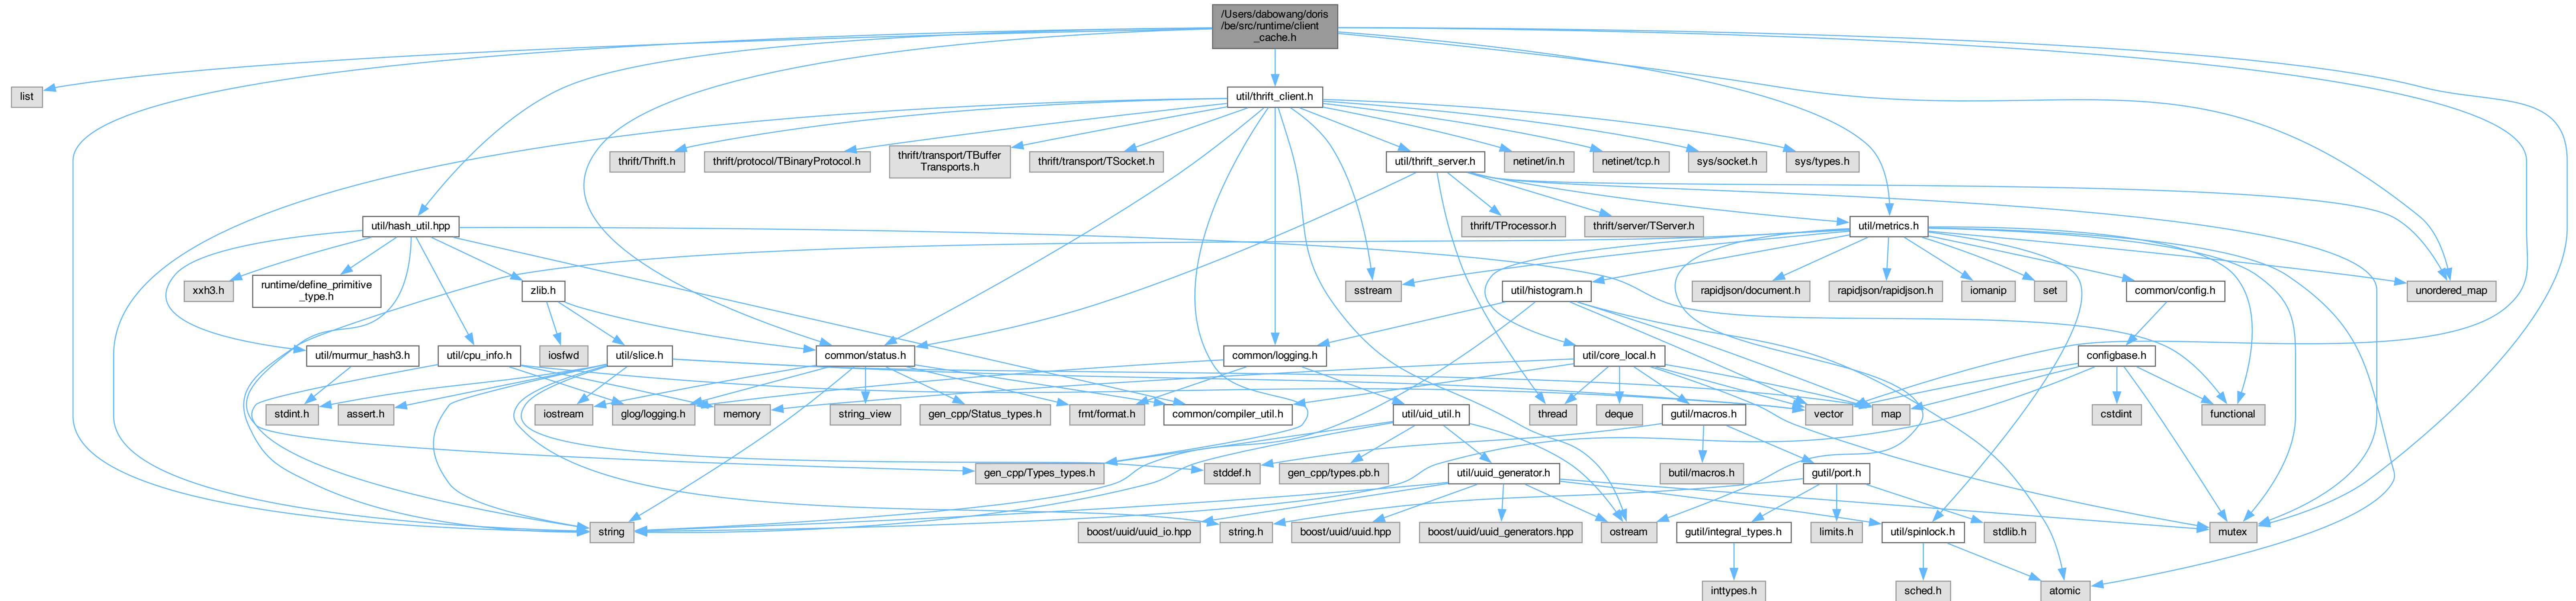 /Users/dabowang/doris
/be/src/runtime/client
_cache.h
list
util/thrift_client.h
thrift/Thrift.h
thrift/protocol/TBinaryProtocol.h
thrift/transport/TBuffer
Transports.h
thrift/transport/TSocket.h
util/thrift_server.h
netinet/in.h
netinet/tcp.h
sys/socket.h
sys/types.h
util/hash_util.hpp
thrift/TProcessor.h
thrift/server/TServer.h
util/metrics.h
xxh3.h
runtime/define_primitive
_type.h
zlib.h
sstream
util/histogram.h
rapidjson/document.h
rapidjson/rapidjson.h
iomanip
set
common/config.h
unordered_map
util/murmur_hash3.h
util/cpu_info.h
iosfwd
util/slice.h
common/status.h
common/logging.h
util/core_local.h
configbase.h
stdint.h
assert.h
iostream
glog/logging.h
memory
string_view
gen_cpp/Status_types.h
fmt/format.h
common/compiler_util.h
util/uid_util.h
thread
deque
gutil/macros.h
vector
map
cstdint
functional
gen_cpp/Types_types.h
stddef.h
gen_cpp/types.pb.h
util/uuid_generator.h
butil/macros.h
gutil/port.h
string
boost/uuid/uuid_io.hpp
string.h
boost/uuid/uuid.hpp
boost/uuid/uuid_generators.hpp
ostream
gutil/integral_types.h
limits.h
util/spinlock.h
stdlib.h
mutex
inttypes.h
sched.h
atomic